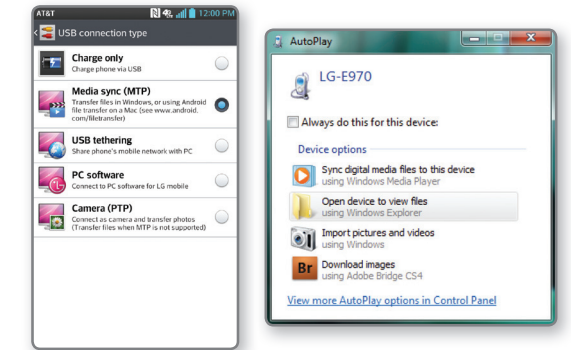 AT&T 12:00 PM
USB connection type
Charge only
Charge phone via USB
Media sync (MTP)
Transfer files in Windows, or using Android
file transfer on a Mac (see www.android.
com/filetransfer)
USB tethering
Share phone's mobile network with PC
PC software
Connect to PC software for LG mobile
Camera (PTP)
Connect as camera and transfer photos
(Transfer files when MTP is not supported)
AutoPlay
LG-E970
Always do this for this device:
Device options
Sync digital media files to this device
using Windows Media Player
Open device to view files
using Windows Explorer
Import pictures and videos
using Windows
Br
Download images
using Adobe Bridge CS4
View more AutoPlay options in Control Panel